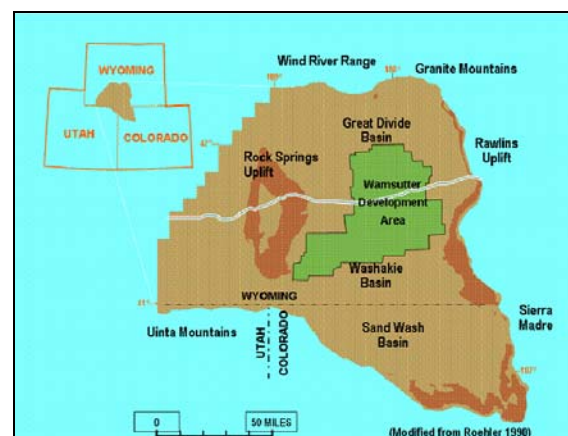 WYOMING
UTAH
COLORADO
Wind River Range
Granite Mountains
Great Divide
Basin
Rawlins
Uplift
Rock Springs
Uplift
Wamsutter
Development
Area
Washakie
Basin
WYOMING
Uinta Mountains
UTAH
COLORADO
Sierra
Madre
Sand Wash
Basin
107°
0
50 MILES
(Modified from Roehler 1990)